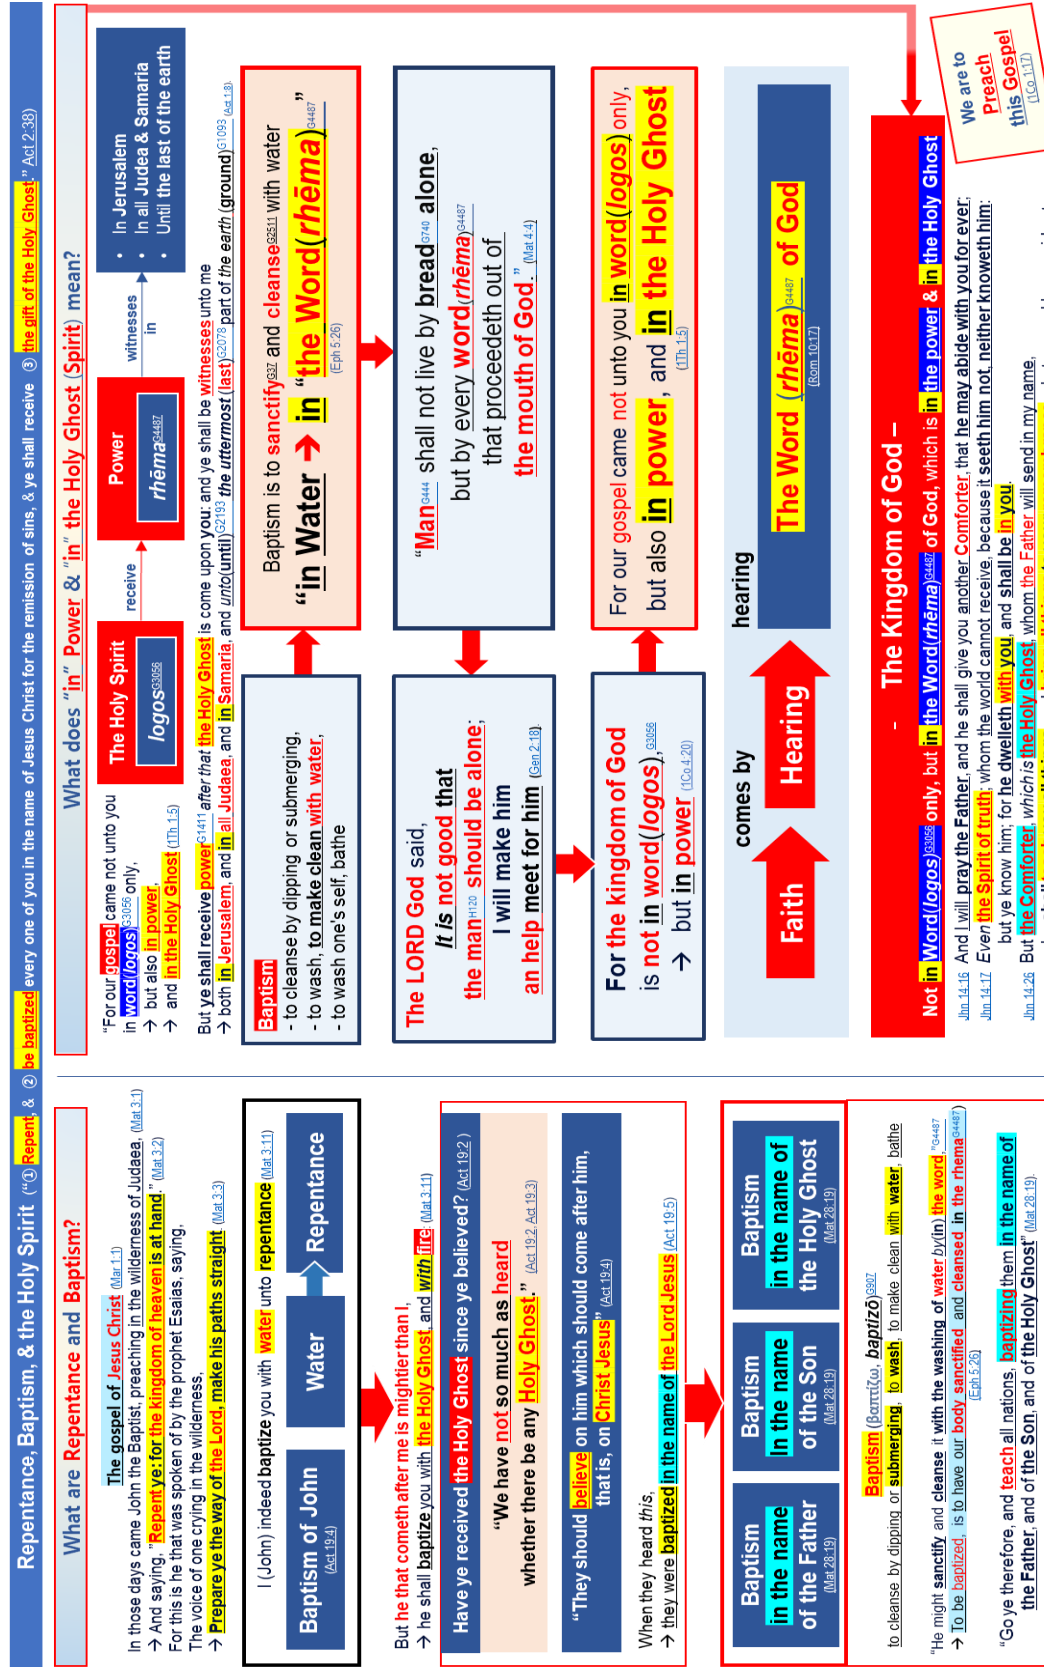 Repentance, Baptism, & the Holy Spirit (“① Repent, & ② be baptized every one of you in the name of Jesus Christ for the remission of sins, & ye shall receive ③ the gift of the Holy Ghost.” Act 2:38)
What are Repentance and Baptism?
The gospel of Jesus Christ (Mar 1:1)
In those days came John the Baptist, preaching in the wilderness of Judaea, (Mat 3:1)
→ And saying, "Repent ye: for the kingdom of heaven is at hand." (Mat 3:2)
For this is he that was spoken of by the prophet Esaias, saying,
The voice of one crying in the wilderness,
→ Prepare ye the way of the Lord, make his paths straight (Mat 3:3)
I (John) indeed baptize you with water unto repentance (Mat 3:11)
Baptism of John
(Act 19:4)
Water
Repentance
But he that cometh after me is mightier than I,
→ he shall baptize you with the Holy Ghost, and with fire: (Mat 3:11)
Have ye received the Holy Ghost since ye believed? (Act 19:2 )
“We have not so much as heard
whether there be any Holy Ghost.” (Act 19:2, Act 19:3)
“They should believe on him which should come after him,
that is, on Christ Jesus” (Act 19:4)
When they heard this,
→ they were baptized in the name of the Lord Jesus (Act 19:5)
Baptism
in the name
of the Father
(Mat 28:19)
Baptism
In the name
of the Son
(Mat 28:19)
Baptism
in the name of
the Holy Ghost
(Mat 28:19)
Baptism (βαπτίζω, baptizō)G907
to cleanse by dipping or submerging, to wash, to make clean with water, bathe
“He might sanctify and cleanse it with the washing of water by(in) the word,”G4487
→ To be baptized, is to have our body sanctified and cleansed in the rhema G4487)
(Eph 5:26)
“Go ye therefore, and teach all nations, baptizing them in the name of
the Father, and of the Son, and of the Holy Ghost” (Mat 28:19).
What does “in” Power & "in" the Holy Ghost (Spirit) mean?
“For our gospel came not unto you
in word(logos)G3056 only,
→ but also in power,
→ and in the Holy Ghost (1Th 1:5)
The Holy Spirit
logosG3056
receive
Power
rhēmaG4487
witnesses
in
• In Jerusalem
• In all Judea & Samaria
• Until the last of the earth
But ye shall receive powerG1411 after that the Holy Ghost is come upon you: and ye shall be witnesses unto me
→ both in Jerusalem, and in all Judaea, and in Samaria, and unto(until)G2193 the uttermost (last)G2078 part of the earth (ground)G1093 (Act 1:8).
Baptism
- to cleanse by dipping or submerging,
- to wash, to make clean with water,
- to wash one's self, bathe
Baptism is to sanctifyG37 and cleanseG2511 with water
“in Water → in “the Word(rhēma)G4487”
(Eph 5:26)
The LORD God said,
It is not good that
the manH120 should be alone;
I will make him
an help meet for him (Gen 2:18).
“ManG444 shall not live by breadG740 alone,
but by every word(rhēma)G4487
that proceedeth out of
the mouth of God.” (Mat 4:4)
For the kingdom of God
is not in word(logos),G3056
→ but in power (1Co 4:20)
For our gospel came not unto you in word(logos) only,
but also in power, and in the Holy Ghost
(1Th 1:5)
Faith
comes by
Hearing
hearing
The Word (rhēma)G4487 of God
(Rom 10:17)
- The Kingdom of God –
Not in Word(logos)G3056 only, but in the Word(rhēma)G4487 of God, which is in the power & in the Holy Ghost
We are to
Preach
this Gospel
(1Co 1:17)
Jhn 14:16 And I will pray the Father, and he shall give you another Comforter, that he may abide with you for ever;
Jhn 14:17 Even the Spirit of truth; whom the world cannot receive, because it seeth him not, neither knoweth him:
but ye know him; for he dwelleth with you, and shall be in you.
Jhn 14:26 But the Comforter, which is the Holy Ghost, whom the Father will send in my name,